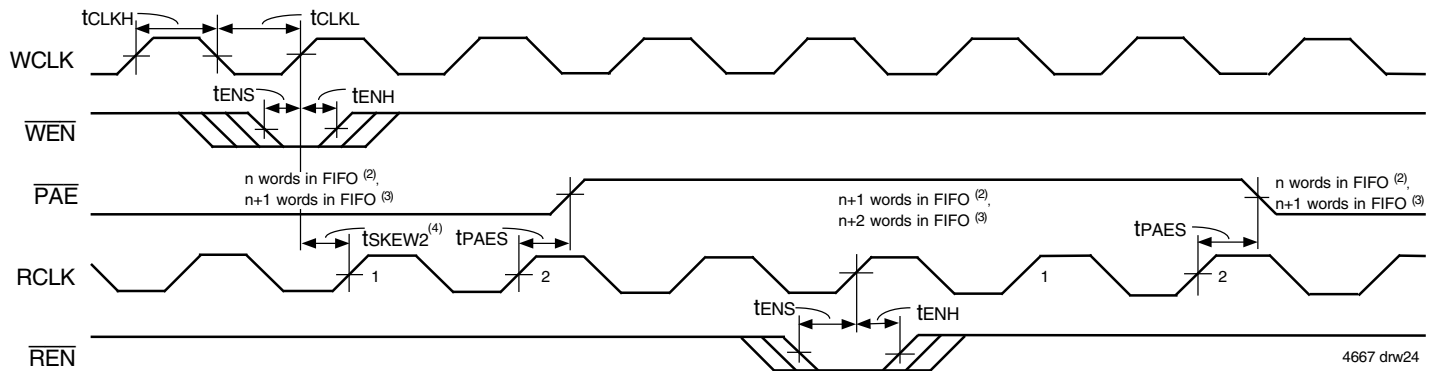 tCLKH tCLKL
WCLK
tENS tENH
WEN
n words in FIFO (2),
n+1 words in FIFO (3)
PAE
n+1 words in FIFO (2),
n+2 words in FIFO (3)
n words in FIFO (2),
n+1 words in FIFO (3)
tSKEW2(4) tPAES tPAES
RCLK 1 2 1 2
tENS tENH
REN
4667 drw24